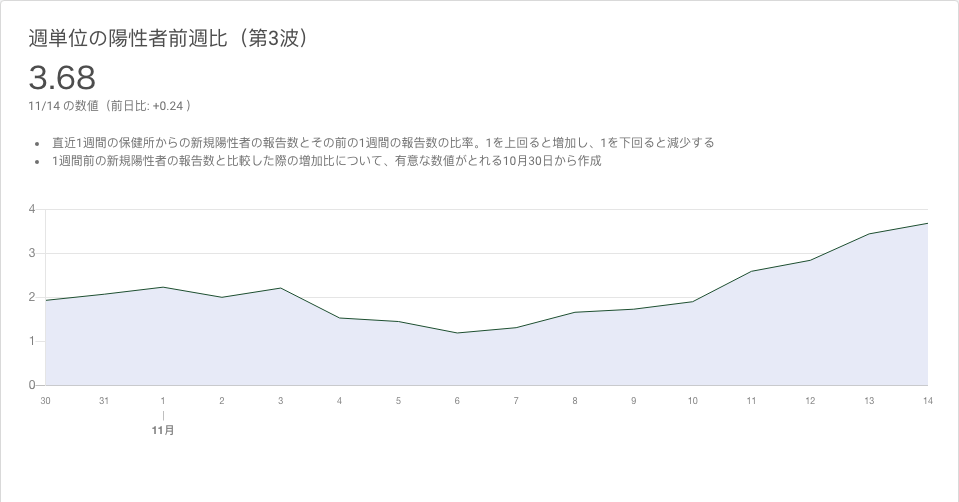 週単位の陽性者前週比（第3波）
3.68
11/14 の数値（前日比: +0.24 ）
• 直近1週間の保健所からの新規陽性者の報告数とその前の1週間の報告数の比率。1を上回ると増加し、1を下回ると減少する
• 1週間前の新規陽性者の報告数と比較した際の増加比について、有意な数値がとれる10月30日から作成
4
3
2
1
0
30 31 1 2 3 4 5 6 7 8 9 10 11 12 13 14
11月